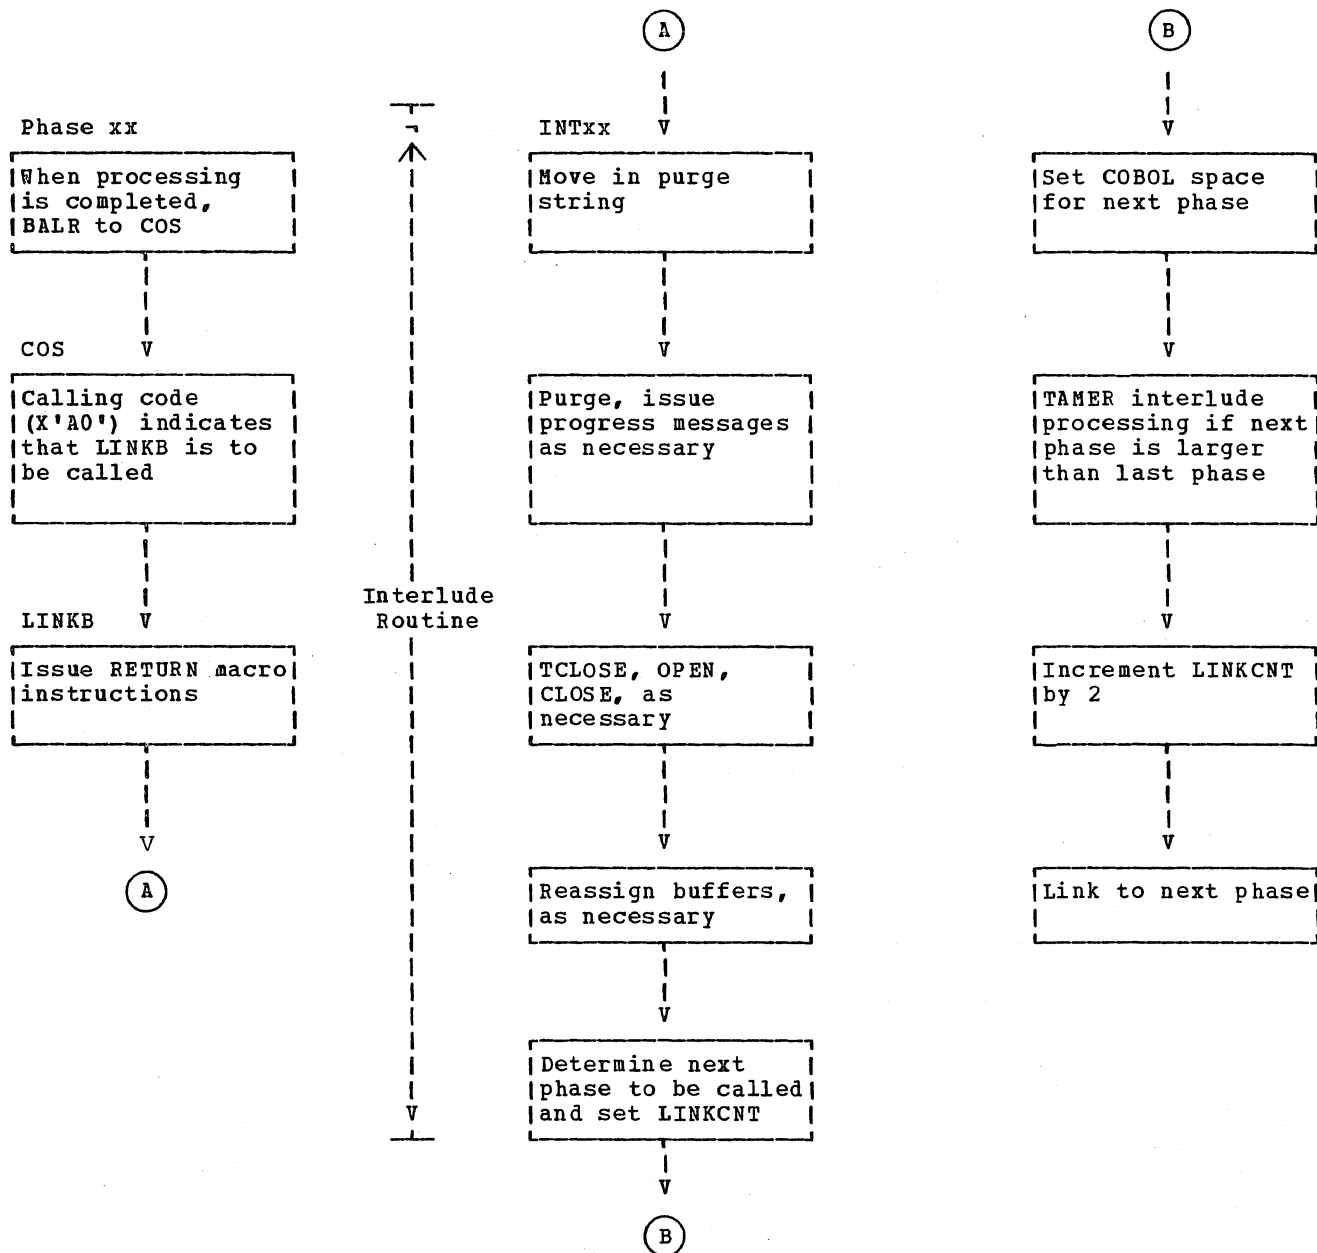 Phase xx
When processing
is completed,
BALR to COS
COS
Calling code
(X'A0') indicates
that LINKB is to
be called
LINKB
Issue RETURN macro
instructions
A
Interlude
Routine
A
INTxx
Move in purge
string
Purge, issue
progress messages
as necessary
TCLOSE, OPEN,
CLOSE, as
necessary
Reassign buffers,
as necessary
Determine next
phase to be called
and set LINKCNT
B
B
Set COBOL space
for next phase
TAMER interlude
processing if next
phase is larger
than last phase
Increment LINKCNT
by 2
Link to next phase